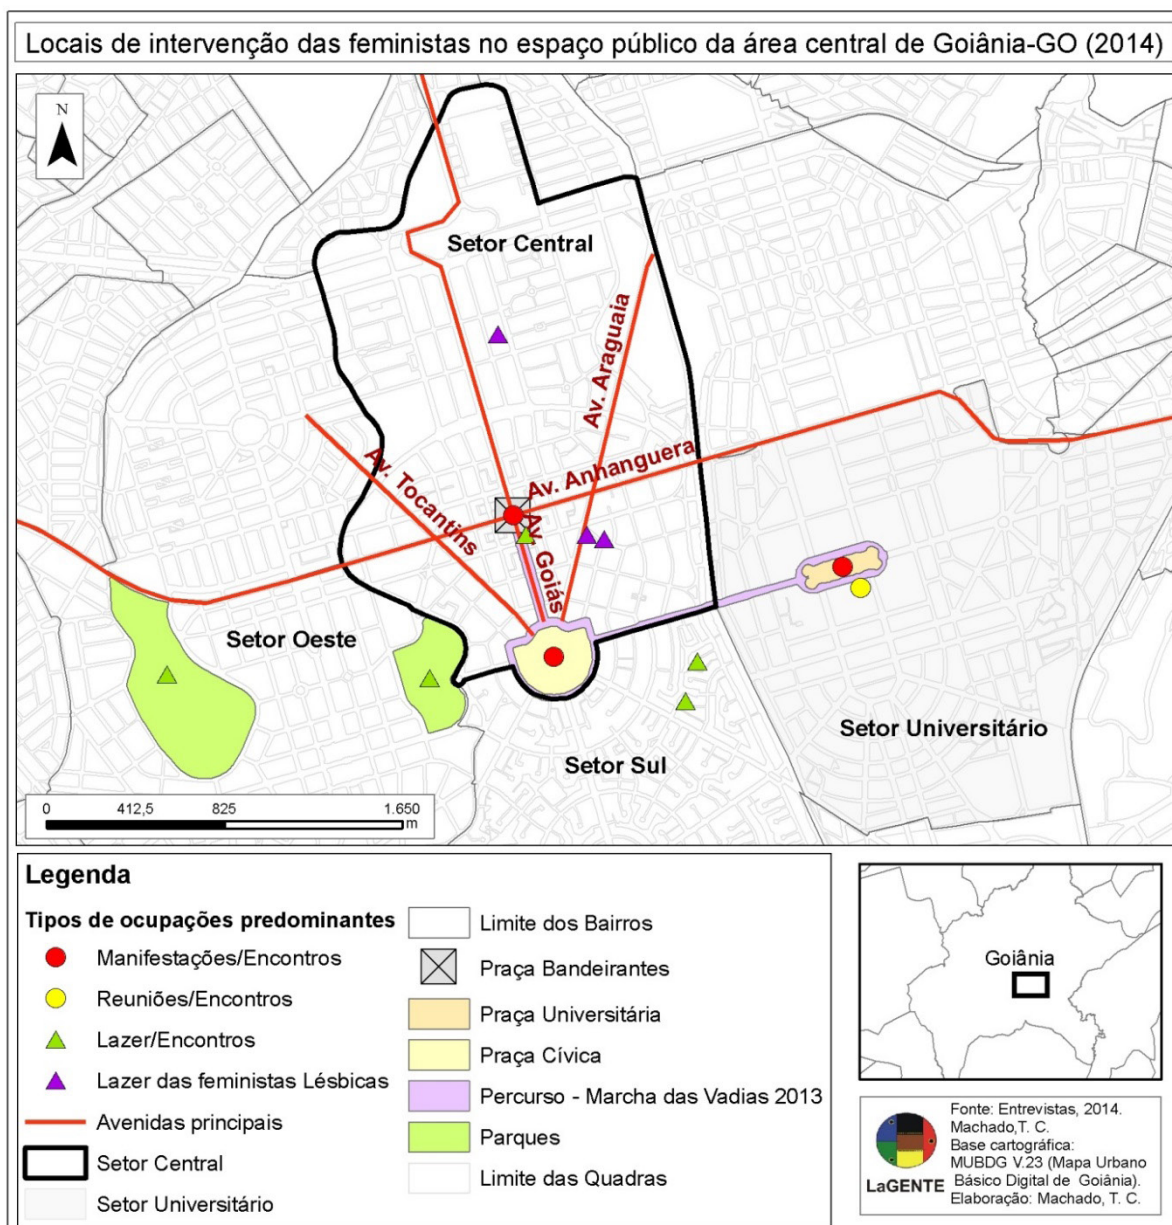 Locais de intervenção das feministas no espaço público da área central de Goiânia-GO (2014)
N
Setor Central
Av. Araguaia
Av. Anhanguera
Av. Tocantins
Av. Goiás
Setor Oeste
Setor Universitário
Setor Sul
0 412,5 825 1.650
m
Legenda
Tipos de ocupações predominantes
Manifestações/Encontros
Reuniões/Encontros
Lazer/Encontros
Lazer das feministas Lésbicas
Avenidas principais
Setor Central
Setor Universitário
Limite dos Bairros
Praça Bandeirantes
Praça Universitária
Praça Cívica
Percurso - Marcha das Vadias 2013
Parques
Limite das Quadras
Goiânia
LaGENTE
Fonte: Entrevistas, 2014.
Machado,T. C.
Base cartográfica:
MUBDG V.23 (Mapa Urbano
Básico Digital de Goiânia).
Elaboração: Machado, T. C.